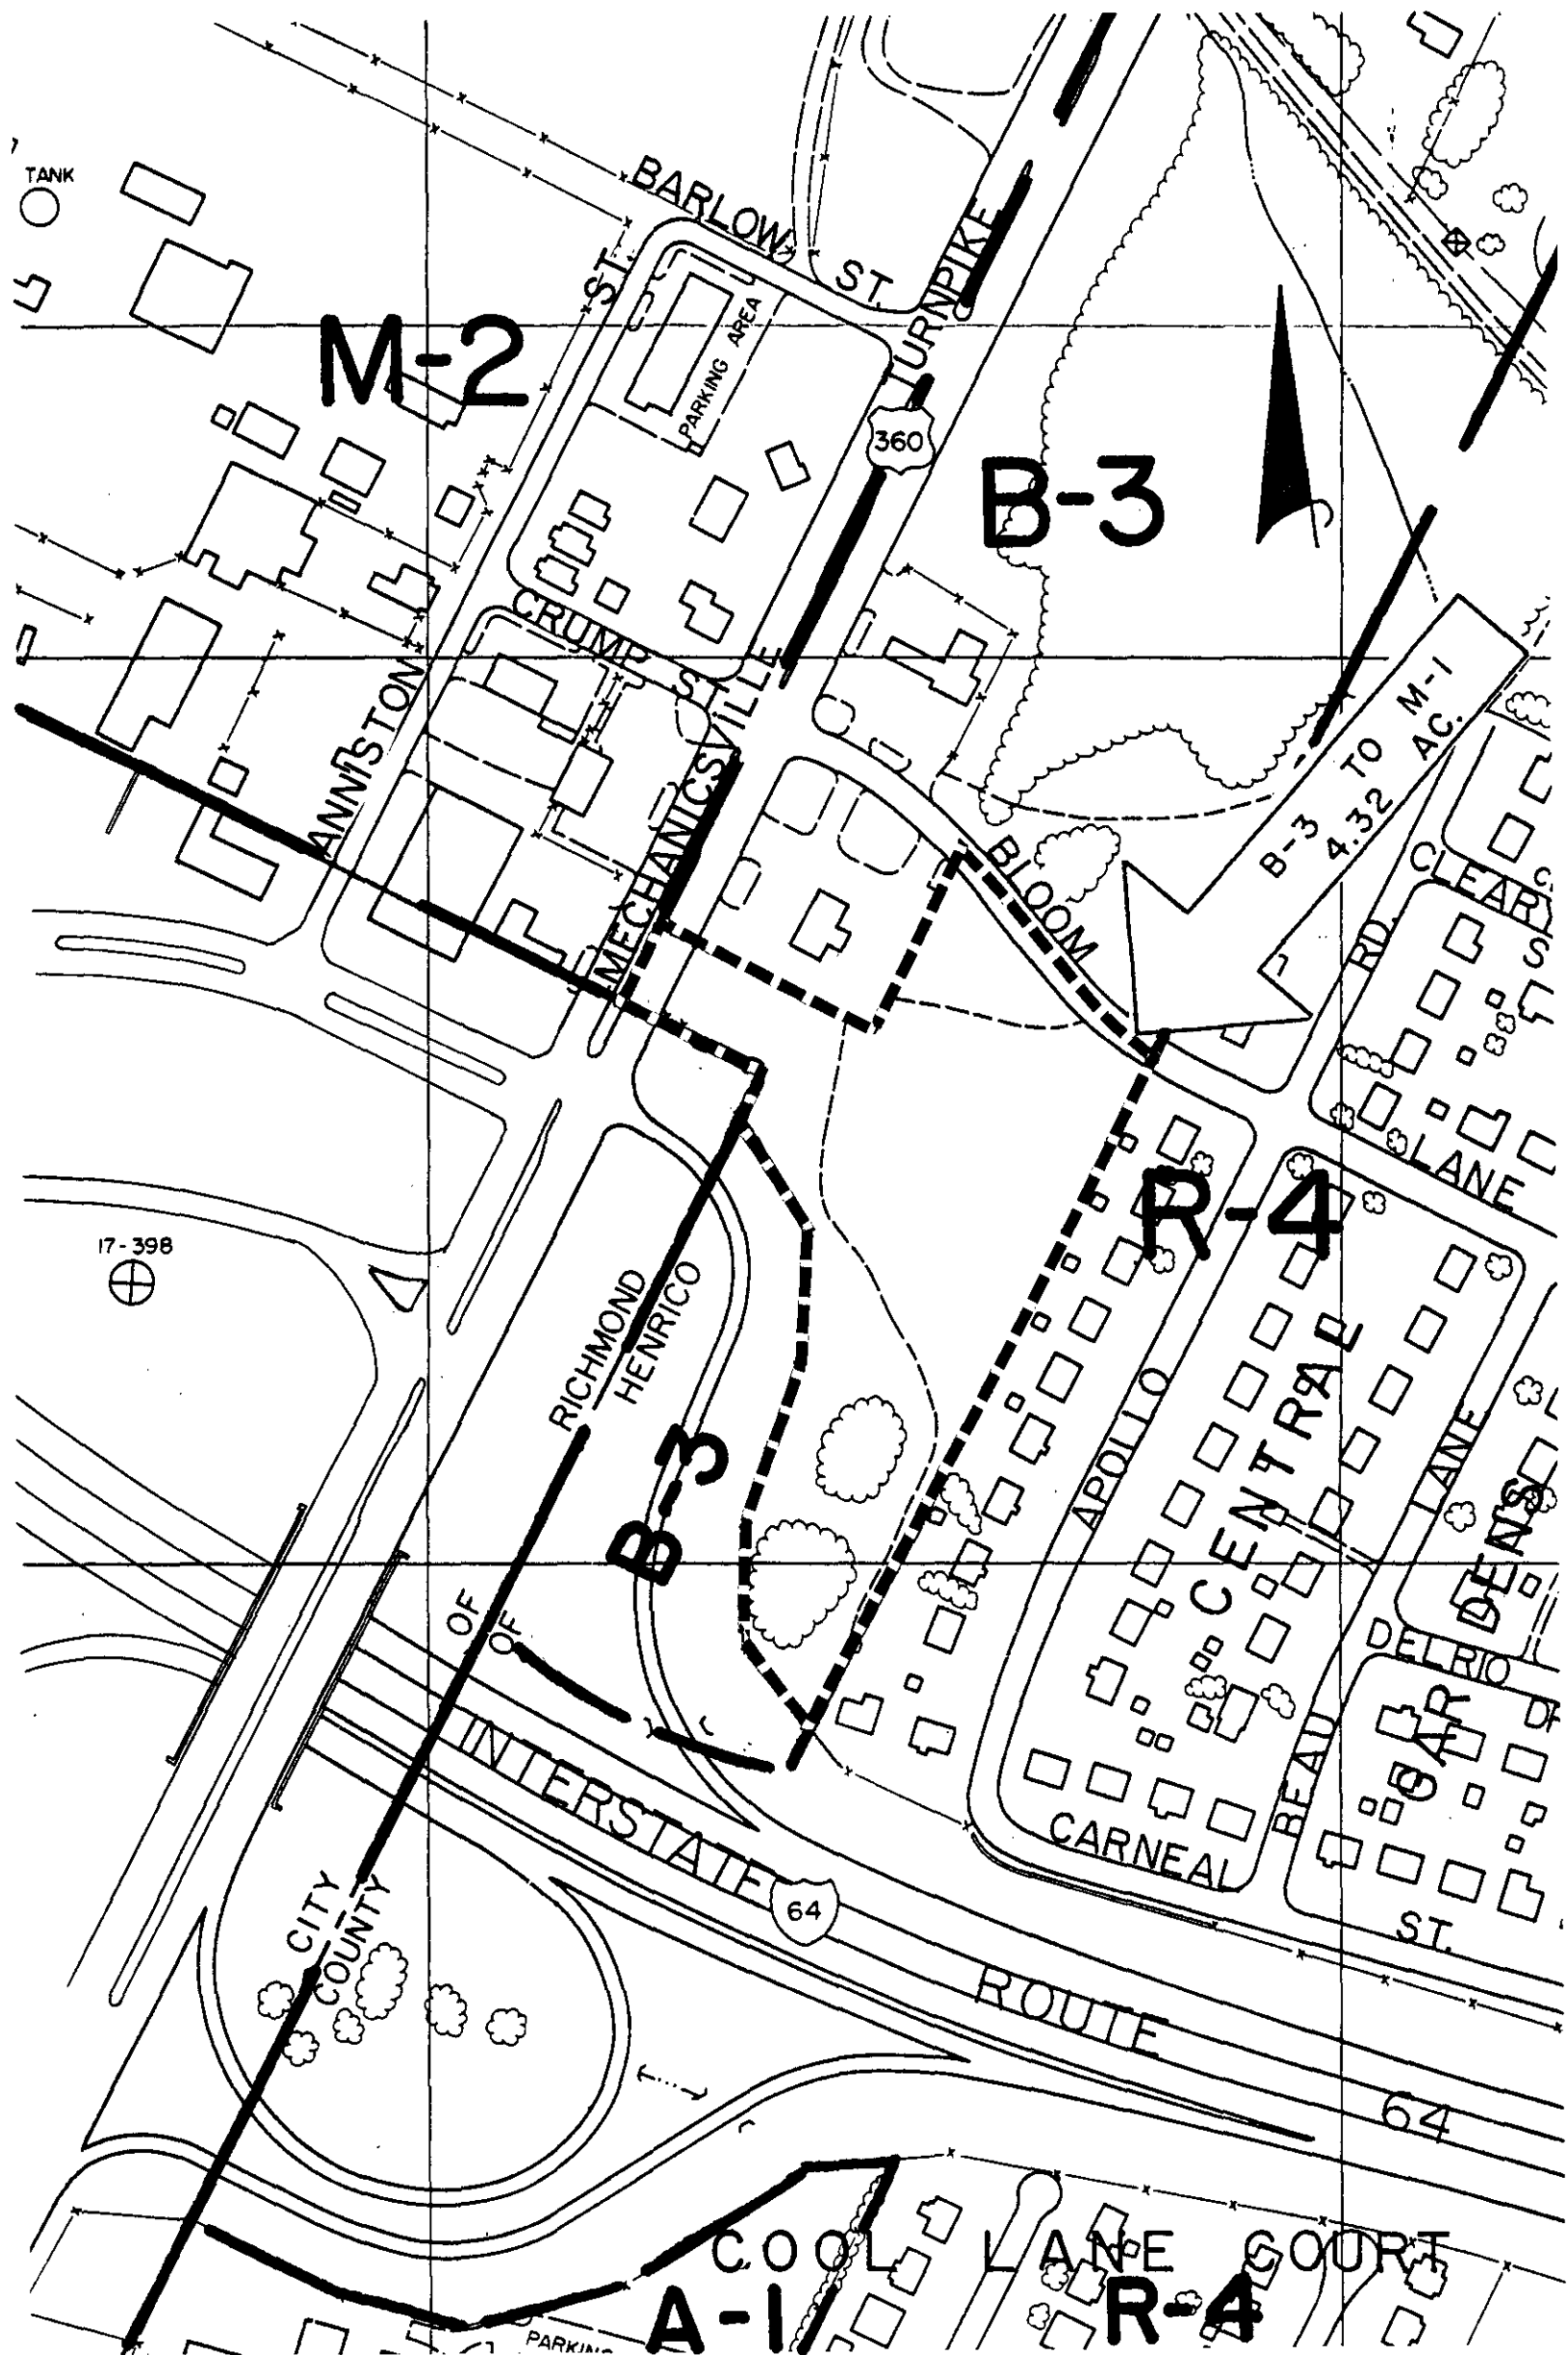 TANK
BARLOW ST.
ST.
TURNPIKE
M-2
PARKING AREA
360
B-3
CRUMP ST.
ANNISTON
MECHANICSVILLE
B-3 TO M-1
4.32 AC.
BLOOM
CLEARY
RD.
S
LANE
R-4
17-398
RICHMOND
HENRICO
B-3
APOLLO
CENTRAL
LANE
GARDENS
OF
OF
DELRIO
BEAU
INTERSTATE
64
CARNEAL
ST.
CITY
COUNTY
ROUTE
64
COOL LANE COURT
A-1
R-4
PARKING